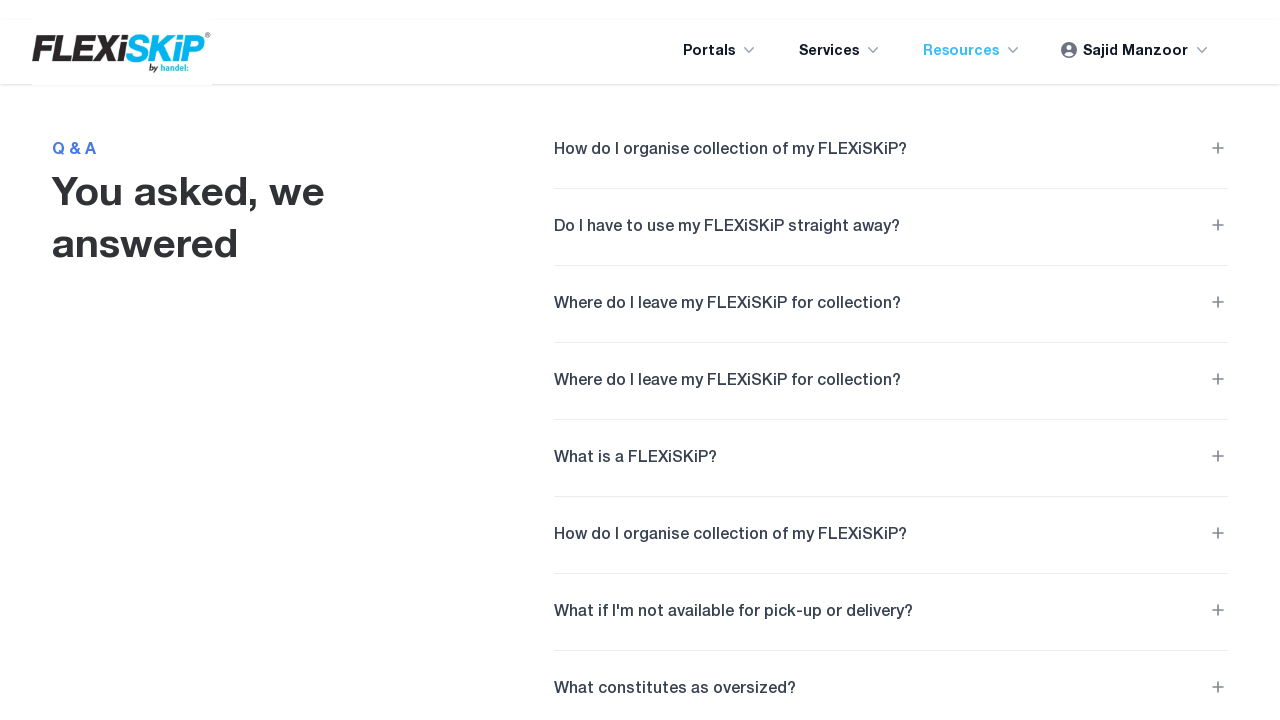 FLEXiSKiP®
by handel:
Portals
Services
Resources
Sajid Manzoor
Q & A
You asked, we
answered
How do I organise collection of my FLEXiSKiP?
Do I have to use my FLEXiSKiP straight away?
Where do I leave my FLEXiSKiP for collection?
Where do I leave my FLEXiSKiP for collection?
What is a FLEXiSKiP?
How do I organise collection of my FLEXiSKiP?
What if I'm not available for pick-up or delivery?
What constitutes as oversized?